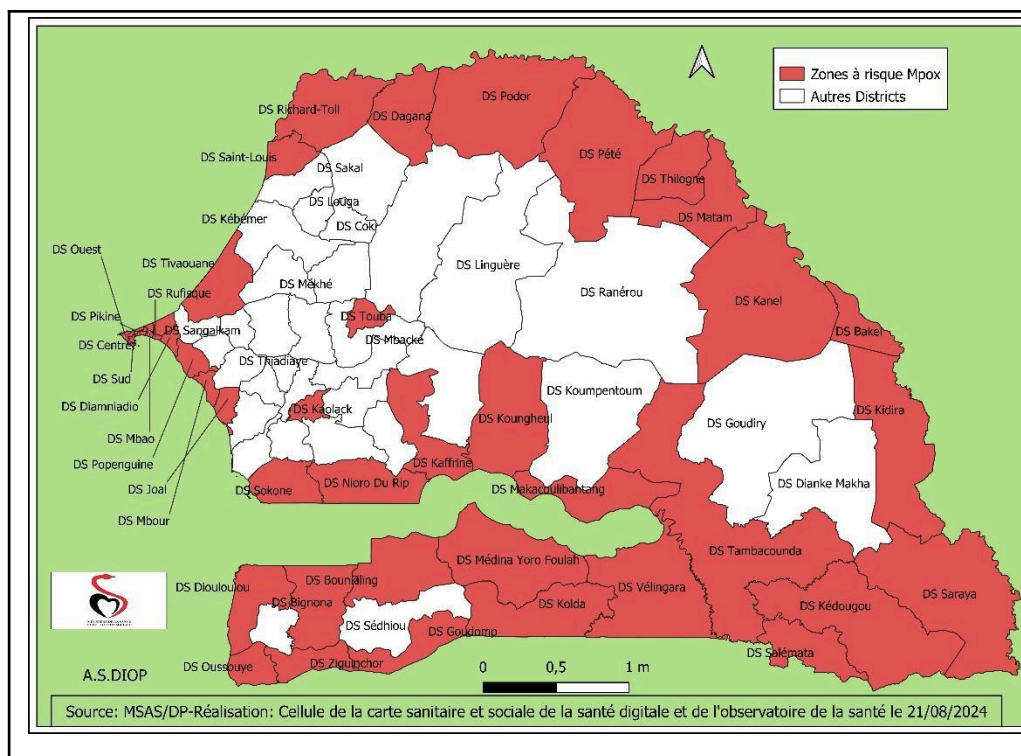 Zones à risque Mpox
Autres Districts
DS Podor
DS Richard-Toll
DS Dagana
DS Saint-Louis
DS Pété
DS Sakal
DS Thilogne
DS Louga
DS Matam
DS Kébémer
DS Coki
DS Ouest
DS Tivaouane
DS Linguère
DS Mékhé
DS Ranérou
DS Rufisque
DS Kanel
DS Pikine
DS Touba
DS Sangalkam
DS Bakel
DS Centre
DS Mbacké
DS Thiadiaye
DS Sud
DS Koumpentoum
DS Diamniadio
DS Kaolack
DS Koungheul
DS Kidira
DS Goudiry
DS Mbao
DS Popenguine
DS Kaffrine
DS Nioro Du Rip
DS Dianke Makha
DS Joal
DS Sokone
DS Makacoulibantang
DS Mbour
DS Tambacounda
DS Médina Yoro Foulah
DS Diouloulou
DS Bounkiling
DS Vélingara
DS Saraya
DS Bignona
DS Kolda
DS Kédougou
DS Sédhiou
DS Goudomp
DS Salémata
DS Oussouye
DS Ziguinchor
A.S.DIOP
0 0,5 1 m
Source: MSAS/DP-Réalisation: Cellule de la carte sanitaire et sociale de la santé digitale et de l'observatoire de la santé le 21/08/2024